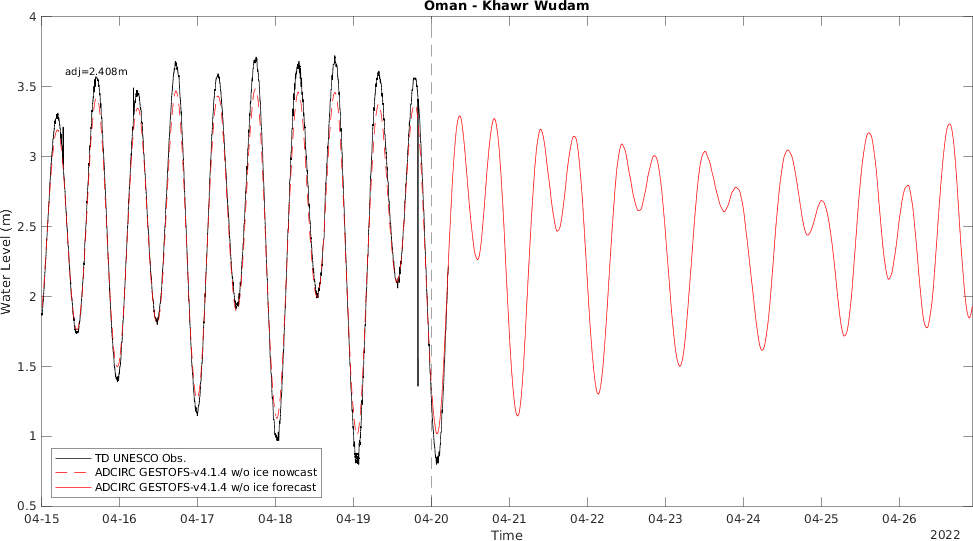 Oman - Khawr Wudam
4
3.5
3
2.5
2
1.5
1
0.5
Water Level (m)
adj=2.408m
TD UNESCO Obs.
ADCIRC GESTOFS-v4.1.4 w/o ice nowcast
ADCIRC GESTOFS-v4.1.4 w/o ice forecast
04-15 04-16 04-17 04-18 04-19 04-20 04-21 04-22 04-23 04-24 04-25 04-26
Time
2022